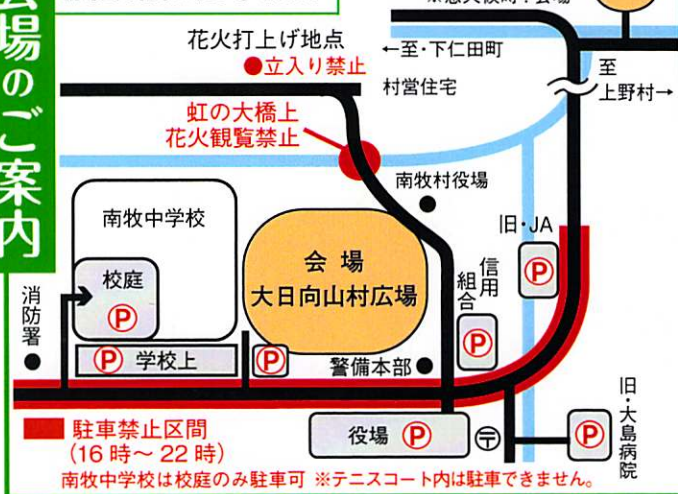 会場のご案内
花火打上げ地点
●立入り禁止
←至・下仁田町
村営住宅
至
上野村→
虹の大橋上
花火観覧禁止
南牧村役場
南牧中学校
旧・JA
P
会場
大日向山村広場
校庭
P
信用
組合
P
消防署
P 学校上
P
警備本部
駐車禁止区間
(16時〜22時)
役場 P
〒
P
旧・大島病院
南牧中学校は校庭のみ駐車可 ※テニスコート内は駐車できません。